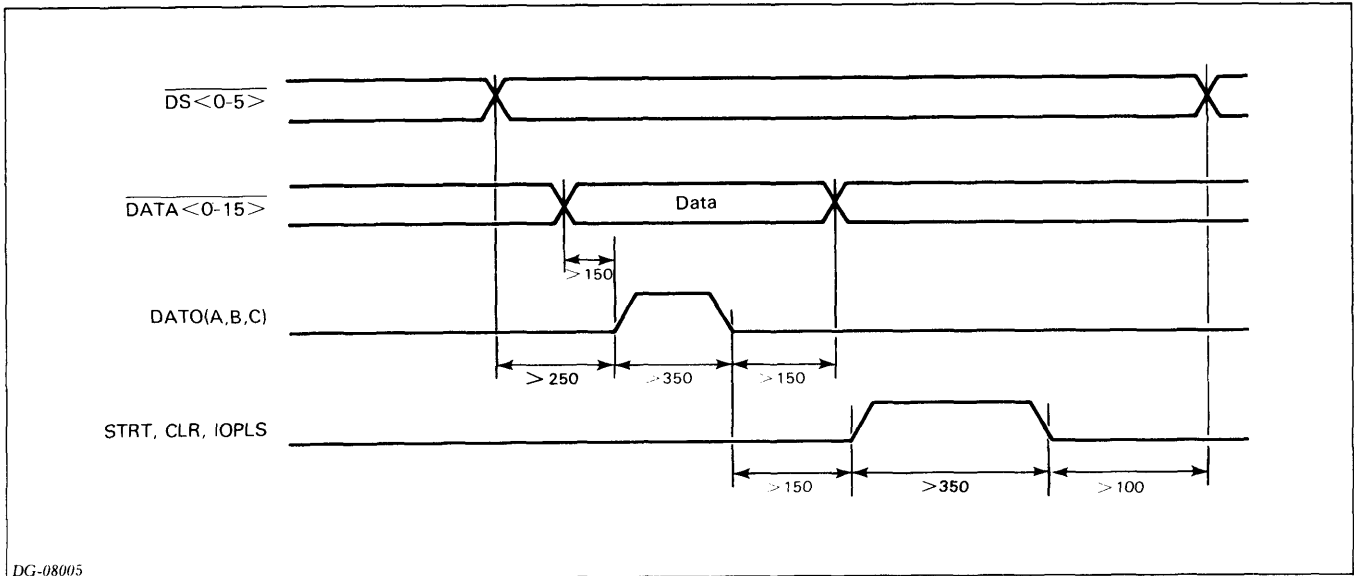 DS<0-5>
DATA<0-15>
Data
>150
DATO(A,B,C)
>250
>350
>150
STRT, CLR, IOPLS
>150
>350
>100
DG-08005